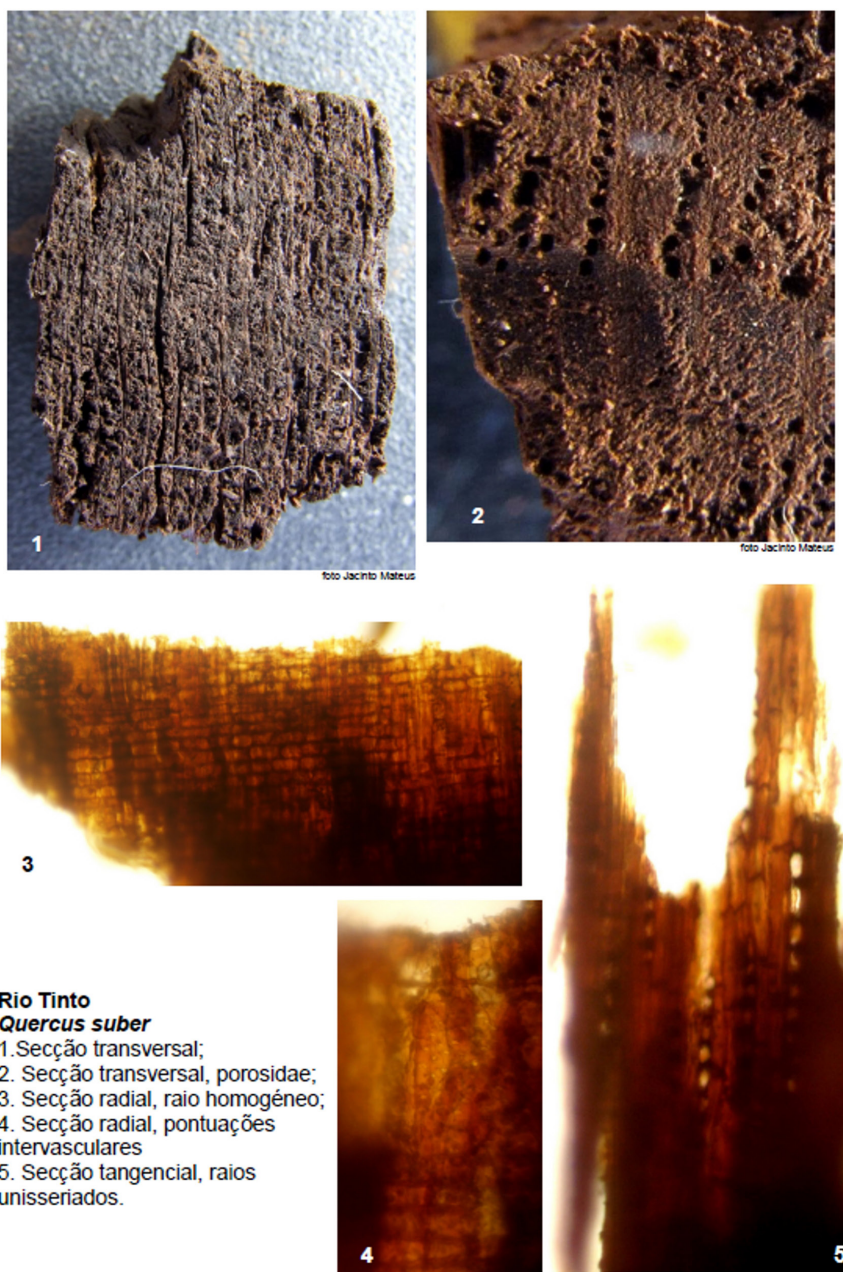 1
2
foto Jacinto Mateus
foto Jacinto Mateus
3
Rio Tinto
Quercus suber
1.Secção transversal;
2. Secção transversal, porosidae;
3. Secção radial, raio homogéneo;
4. Secção radial, pontuações
intervasculares
5. Secção tangencial, raios
unisseriados.
4
5